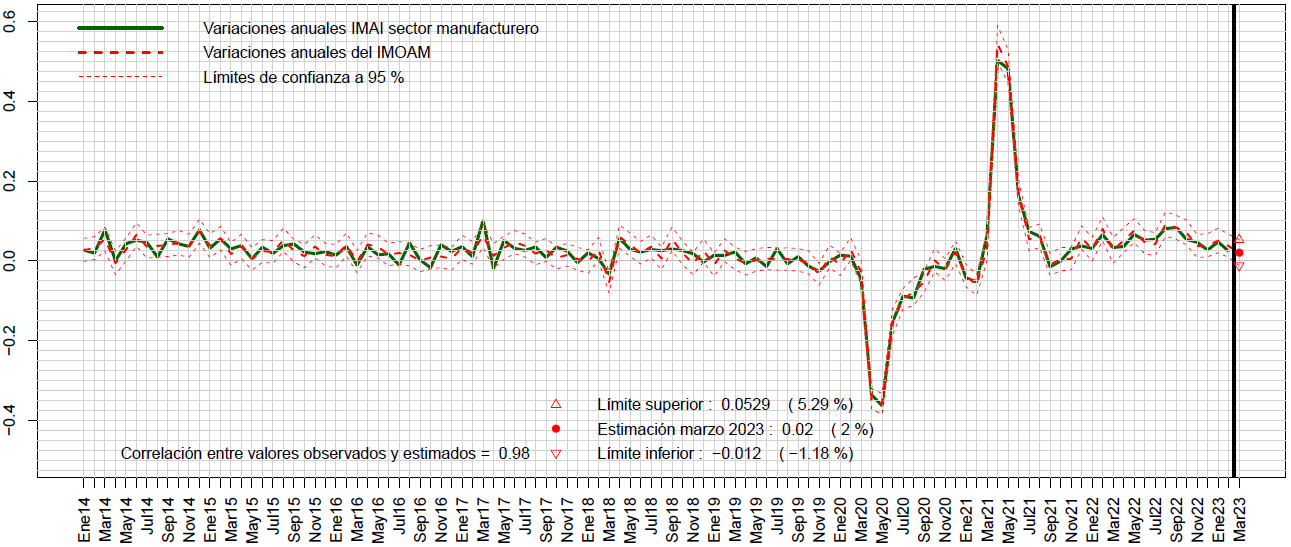 0.6
0.4
0.2
0.0
−0.2
−0.4
Variaciones anuales IMAI sector manufacturero
Variaciones anuales del IMOAM
Límites de confianza a 95 %
Límite superior : 0.0529 ( 5.29 %)
Estimación marzo 2023 : 0.02 ( 2 %)
Correlación entre valores observados y estimados = 0.98
Límite inferior : −0.012 ( −1.18 %)
Ene14
Mar14
May14
Jul14
Sep14
Nov14
Ene15
Mar15
May15
Jul15
Sep15
Nov15
Ene16
Mar16
May16
Jul16
Sep16
Nov16
Ene17
Mar17
May17
Jul17
Sep17
Nov17
Ene18
Mar18
May18
Jul18
Sep18
Nov18
Ene19
Mar19
May19
Jul19
Sep19
Nov19
Ene20
Mar20
May20
Jul20
Sep20
Nov20
Ene21
Mar21
May21
Jul21
Sep21
Nov21
Ene22
Mar22
May22
Jul22
Sep22
Nov22
Ene23
Mar23